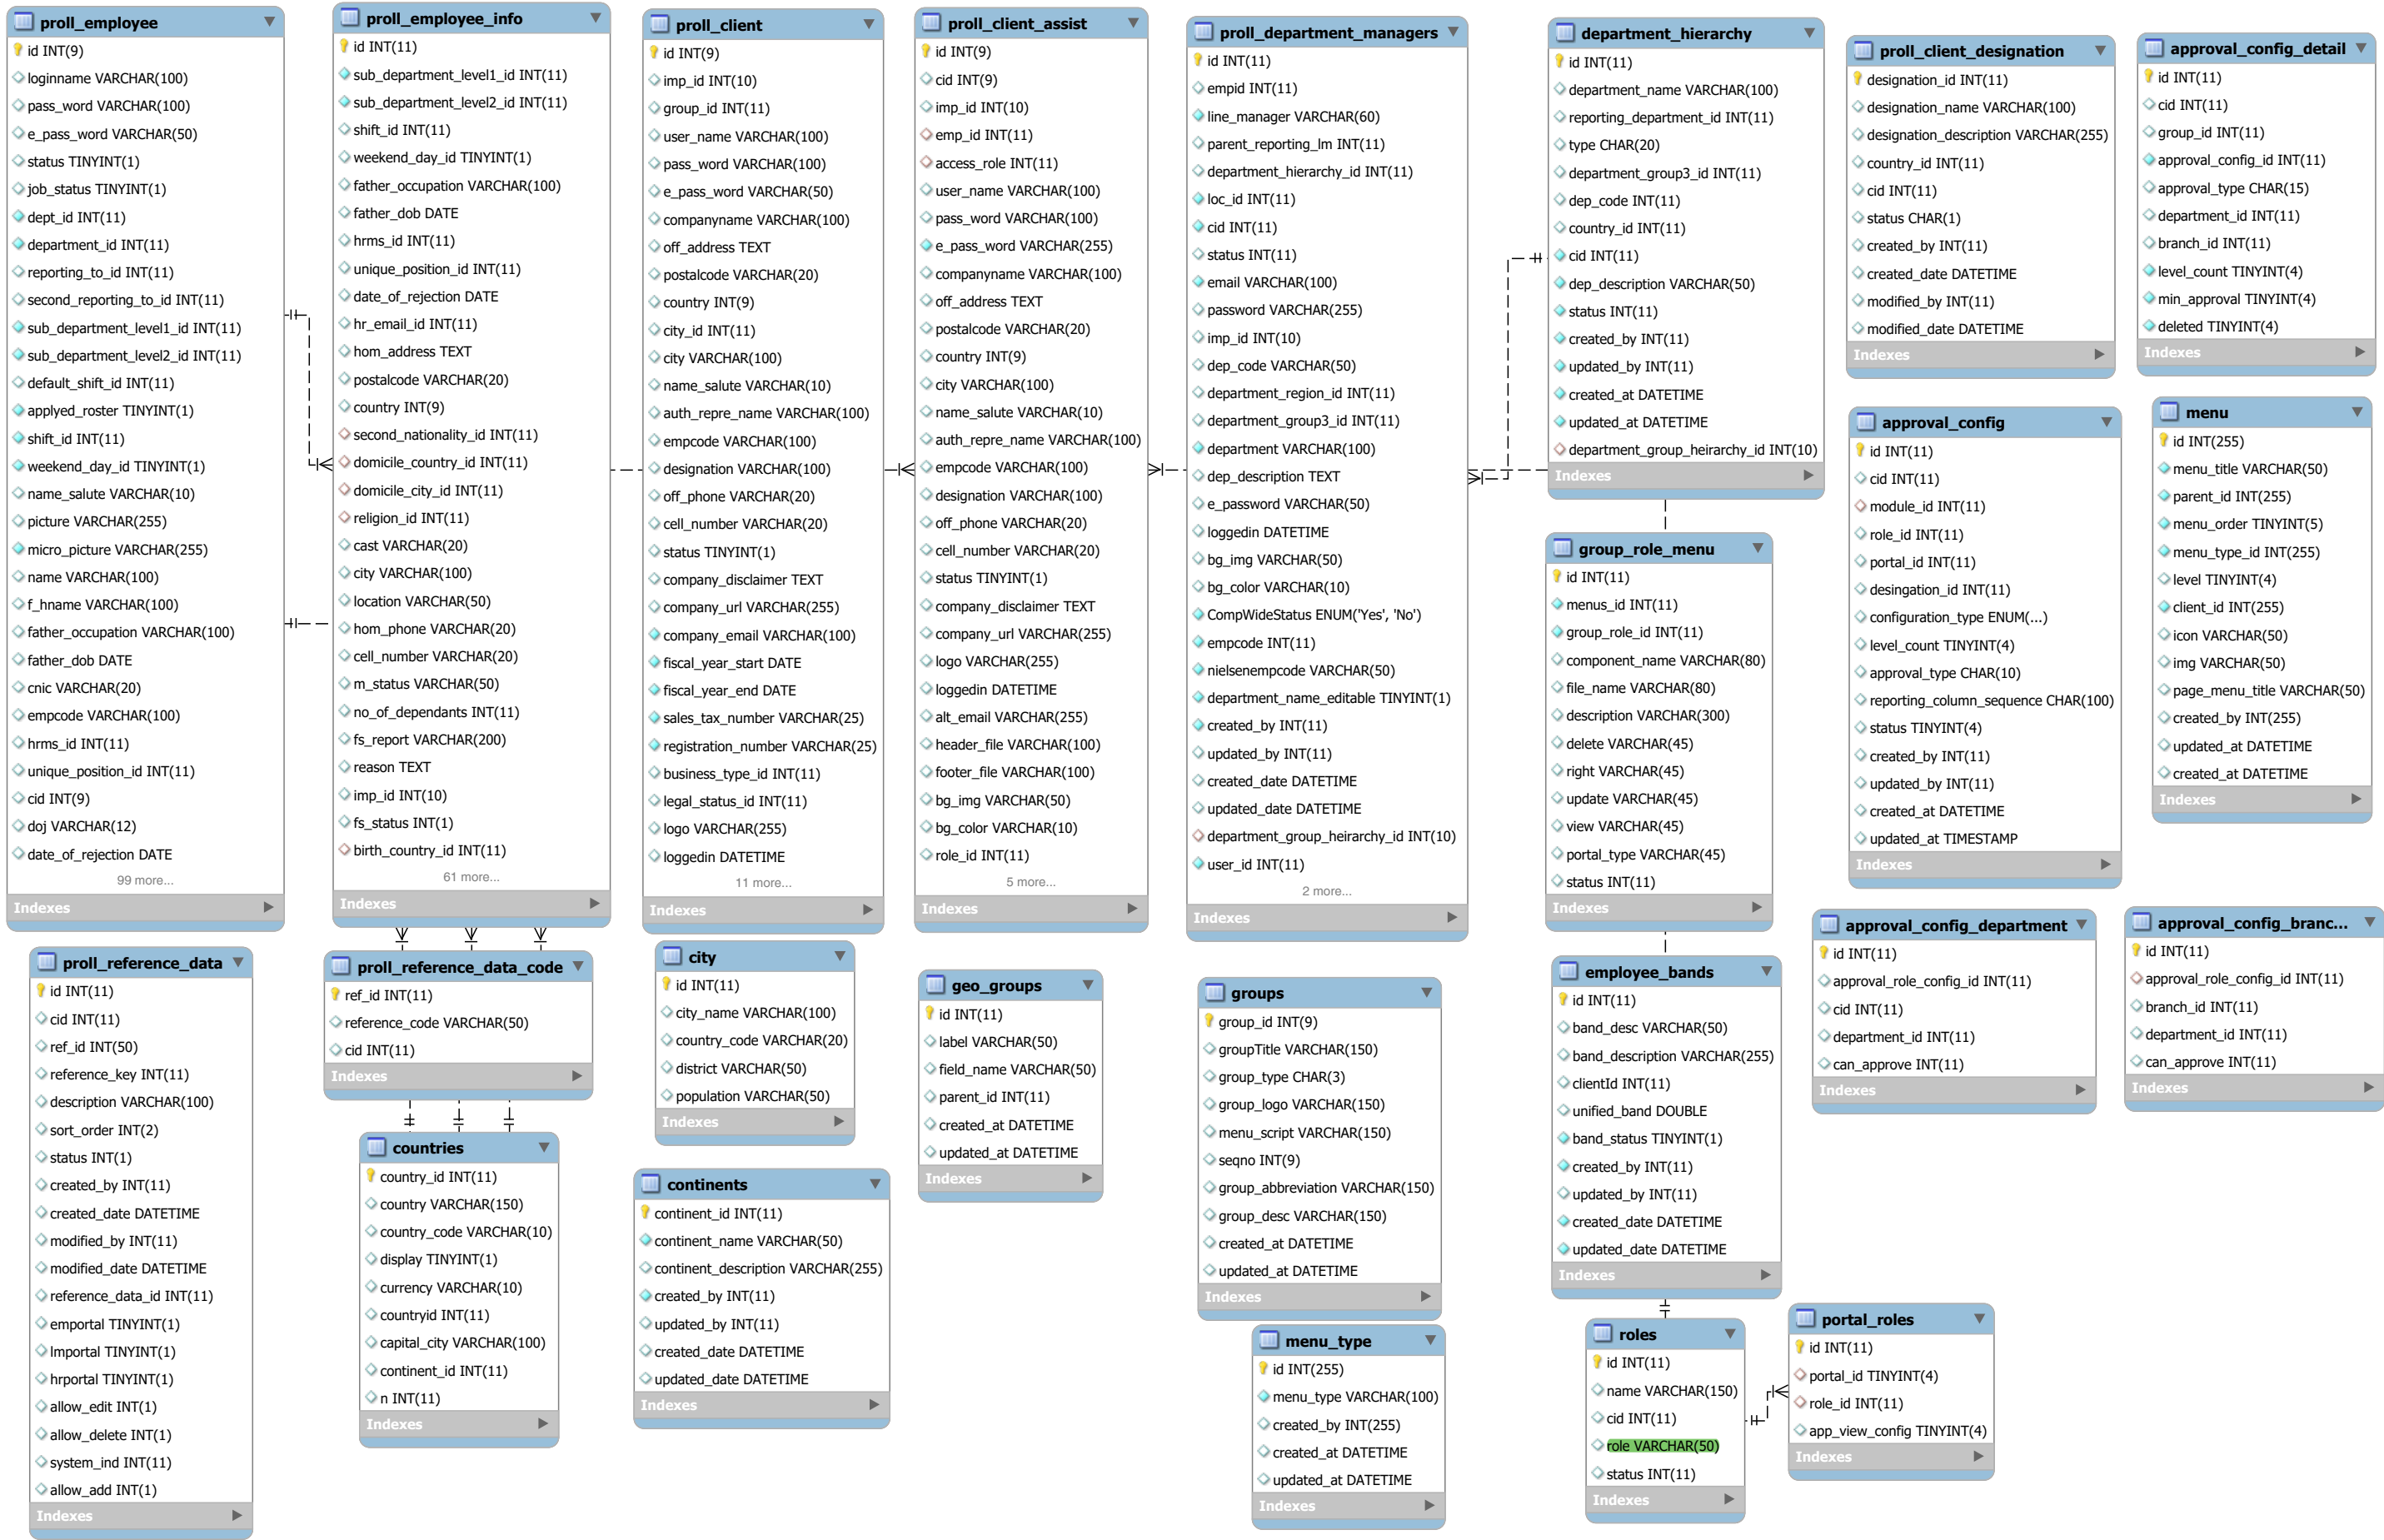 proll_employee
id INT(9)
loginname VARCHAR(100)
pass_word VARCHAR(100)
e_pass_word VARCHAR(50)
status TINYINT(1)
job_status TINYINT(1)
dept_id INT(11)
department_id INT(11)
reporting_to_id INT(11)
second_reporting_to_id INT(11)
sub_department_level1_id INT(11)
sub_department_level2_id INT(11)
default_shift_id INT(11)
applyed_roster TINYINT(1)
shift_id INT(11)
weekend_day_id TINYINT(1)
name_salute VARCHAR(10)
picture VARCHAR(255)
micro_picture VARCHAR(255)
name VARCHAR(100)
f_hname VARCHAR(100)
father_occupation VARCHAR(100)
father_dob DATE
cnic VARCHAR(20)
empcode VARCHAR(100)
hrms_id INT(11)
unique_position_id INT(11)
cid INT(9)
doj VARCHAR(12)
date_of_rejection DATE
99 more...
Indexes
proll_employee_info
id INT(11)
sub_department_level1_id INT(11)
sub_department_level2_id INT(11)
shift_id INT(11)
weekend_day_id TINYINT(1)
father_occupation VARCHAR(100)
father_dob DATE
hrms_id INT(11)
unique_position_id INT(11)
date_of_rejection DATE
hr_email_id INT(11)
hom_address TEXT
postalcode VARCHAR(20)
country INT(9)
second_nationality_id INT(11)
domicile_country_id INT(11)
domicile_city_id INT(11)
religion_id INT(11)
cast VARCHAR(20)
city VARCHAR(100)
location VARCHAR(50)
hom_phone VARCHAR(20)
cell_number VARCHAR(20)
m_status VARCHAR(50)
no_of_dependants INT(11)
fs_report VARCHAR(200)
reason TEXT
imp_id INT(10)
fs_status INT(1)
birth_country_id INT(11)
61 more...
Indexes
proll_client
id INT(9)
imp_id INT(10)
group_id INT(11)
user_name VARCHAR(100)
pass_word VARCHAR(100)
e_pass_word VARCHAR(50)
companyname VARCHAR(100)
off_address TEXT
postalcode VARCHAR(20)
country INT(9)
city_id INT(11)
city VARCHAR(100)
name_salute VARCHAR(10)
auth_repre_name VARCHAR(100)
empcode VARCHAR(100)
designation VARCHAR(100)
off_phone VARCHAR(20)
cell_number VARCHAR(20)
status TINYINT(1)
company_disclaimer TEXT
company_url VARCHAR(255)
company_email VARCHAR(100)
fiscal_year_start DATE
fiscal_year_end DATE
sales_tax_number VARCHAR(25)
registration_number VARCHAR(25)
business_type_id INT(11)
legal_status_id INT(11)
logo VARCHAR(255)
loggedin DATETIME
11 more...
Indexes
proll_client_assist
id INT(9)
cid INT(9)
imp_id INT(10)
emp_id INT(11)
access_role INT(11)
user_name VARCHAR(100)
pass_word VARCHAR(100)
e_pass_word VARCHAR(255)
companyname VARCHAR(100)
off_address TEXT
postalcode VARCHAR(20)
country INT(9)
city VARCHAR(100)
name_salute VARCHAR(10)
auth_repre_name VARCHAR(100)
empcode VARCHAR(100)
designation VARCHAR(100)
off_phone VARCHAR(20)
cell_number VARCHAR(20)
status TINYINT(1)
company_disclaimer TEXT
company_url VARCHAR(255)
logo VARCHAR(255)
loggedin DATETIME
alt_email VARCHAR(255)
header_file VARCHAR(100)
footer_file VARCHAR(100)
bg_img VARCHAR(50)
bg_color VARCHAR(10)
role_id INT(11)
5 more...
Indexes
proll_department_managers
id INT(11)
empid INT(11)
line_manager VARCHAR(60)
parent_reporting_lm INT(11)
department_hierarchy_id INT(11)
loc_id INT(11)
cid INT(11)
status INT(11)
email VARCHAR(100)
password VARCHAR(255)
imp_id INT(10)
dep_code VARCHAR(50)
department_region_id INT(11)
department_group3_id INT(11)
department VARCHAR(100)
dep_description TEXT
e_password VARCHAR(50)
loggedin DATETIME
bg_img VARCHAR(50)
bg_color VARCHAR(10)
CompWideStatus ENUM('Yes', 'No')
empcode INT(11)
nielsenempcode VARCHAR(50)
department_name_editable TINYINT(1)
created_by INT(11)
updated_by INT(11)
created_date DATETIME
updated_date DATETIME
department_group_heirarchy_id INT(10)
user_id INT(11)
2 more...
Indexes
department_hierarchy
id INT(11)
department_name VARCHAR(100)
reporting_department_id INT(11)
type CHAR(20)
department_group3_id INT(11)
dep_code INT(11)
country_id INT(11)
cid INT(11)
dep_description VARCHAR(50)
status INT(11)
created_by INT(11)
updated_by INT(11)
created_at DATETIME
updated_at DATETIME
department_group_heirarchy_id INT(10)
Indexes
proll_client_designation
designation_id INT(11)
designation_name VARCHAR(100)
designation_description VARCHAR(255)
country_id INT(11)
cid INT(11)
status CHAR(1)
created_by INT(11)
created_date DATETIME
modified_by INT(11)
modified_date DATETIME
Indexes
approval_config_detail
id INT(11)
cid INT(11)
group_id INT(11)
approval_config_id INT(11)
approval_type CHAR(15)
department_id INT(11)
branch_id INT(11)
level_count TINYINT(4)
min_approval TINYINT(4)
deleted TINYINT(4)
Indexes
approval_config
id INT(11)
cid INT(11)
module_id INT(11)
role_id INT(11)
portal_id INT(11)
desingation_id INT(11)
configuration_type ENUM(...)
level_count TINYINT(4)
approval_type CHAR(10)
reporting_column_sequence CHAR(100)
status TINYINT(4)
created_by INT(11)
updated_by INT(11)
created_at DATETIME
updated_at TIMESTAMP
Indexes
menu
id INT(255)
menu_title VARCHAR(50)
parent_id INT(255)
menu_order TINYINT(5)
menu_type_id INT(255)
level TINYINT(4)
client_id INT(255)
icon VARCHAR(50)
img VARCHAR(50)
page_menu_title VARCHAR(50)
created_by INT(255)
updated_at DATETIME
created_at DATETIME
Indexes
group_role_menu
id INT(11)
menus_id INT(11)
group_role_id INT(11)
component_name VARCHAR(80)
file_name VARCHAR(80)
description VARCHAR(300)
delete VARCHAR(45)
right VARCHAR(45)
update VARCHAR(45)
view VARCHAR(45)
portal_type VARCHAR(45)
status INT(11)
Indexes
approval_config_department
id INT(11)
approval_role_config_id INT(11)
cid INT(11)
department_id INT(11)
can_approve INT(11)
Indexes
approval_config_branc...
id INT(11)
approval_role_config_id INT(11)
branch_id INT(11)
department_id INT(11)
can_approve INT(11)
Indexes
proll_reference_data
id INT(11)
cid INT(11)
ref_id INT(50)
reference_key INT(11)
description VARCHAR(100)
sort_order INT(2)
status INT(1)
created_by INT(11)
created_date DATETIME
modified_by INT(11)
modified_date DATETIME
reference_data_id INT(11)
emportal TINYINT(1)
lmportal TINYINT(1)
hrportal TINYINT(1)
allow_edit INT(1)
allow_delete INT(1)
system_ind INT(11)
allow_add INT(1)
Indexes
proll_reference_data_code
ref_id INT(11)
reference_code VARCHAR(50)
cid INT(11)
Indexes
countries
country_id INT(11)
country VARCHAR(150)
country_code VARCHAR(10)
display TINYINT(1)
currency VARCHAR(10)
countryid INT(11)
capital_city VARCHAR(100)
continent_id INT(11)
n INT(11)
Indexes
city
id INT(11)
city_name VARCHAR(100)
country_code VARCHAR(20)
district VARCHAR(50)
population VARCHAR(50)
Indexes
continents
continent_id INT(11)
continent_name VARCHAR(50)
continent_description VARCHAR(255)
created_by INT(11)
updated_by INT(11)
created_date DATETIME
updated_date DATETIME
Indexes
geo_groups
id INT(11)
label VARCHAR(50)
field_name VARCHAR(50)
parent_id INT(11)
created_at DATETIME
updated_at DATETIME
Indexes
groups
group_id INT(9)
groupTitle VARCHAR(150)
group_type CHAR(3)
group_logo VARCHAR(150)
menu_script VARCHAR(150)
seqno INT(9)
group_abbreviation VARCHAR(150)
group_desc VARCHAR(150)
created_at DATETIME
updated_at DATETIME
Indexes
menu_type
id INT(255)
menu_type VARCHAR(100)
created_by INT(255)
created_at DATETIME
updated_at DATETIME
Indexes
employee_bands
id INT(11)
band_desc VARCHAR(50)
band_description VARCHAR(255)
clientId INT(11)
unified_band DOUBLE
band_status TINYINT(1)
created_by INT(11)
updated_by INT(11)
created_date DATETIME
updated_date DATETIME
Indexes
roles
id INT(11)
name VARCHAR(150)
cid INT(11)
role VARCHAR(50)
status INT(11)
Indexes
portal_roles
id INT(11)
portal_id TINYINT(4)
role_id INT(11)
app_view_config TINYINT(4)
Indexes